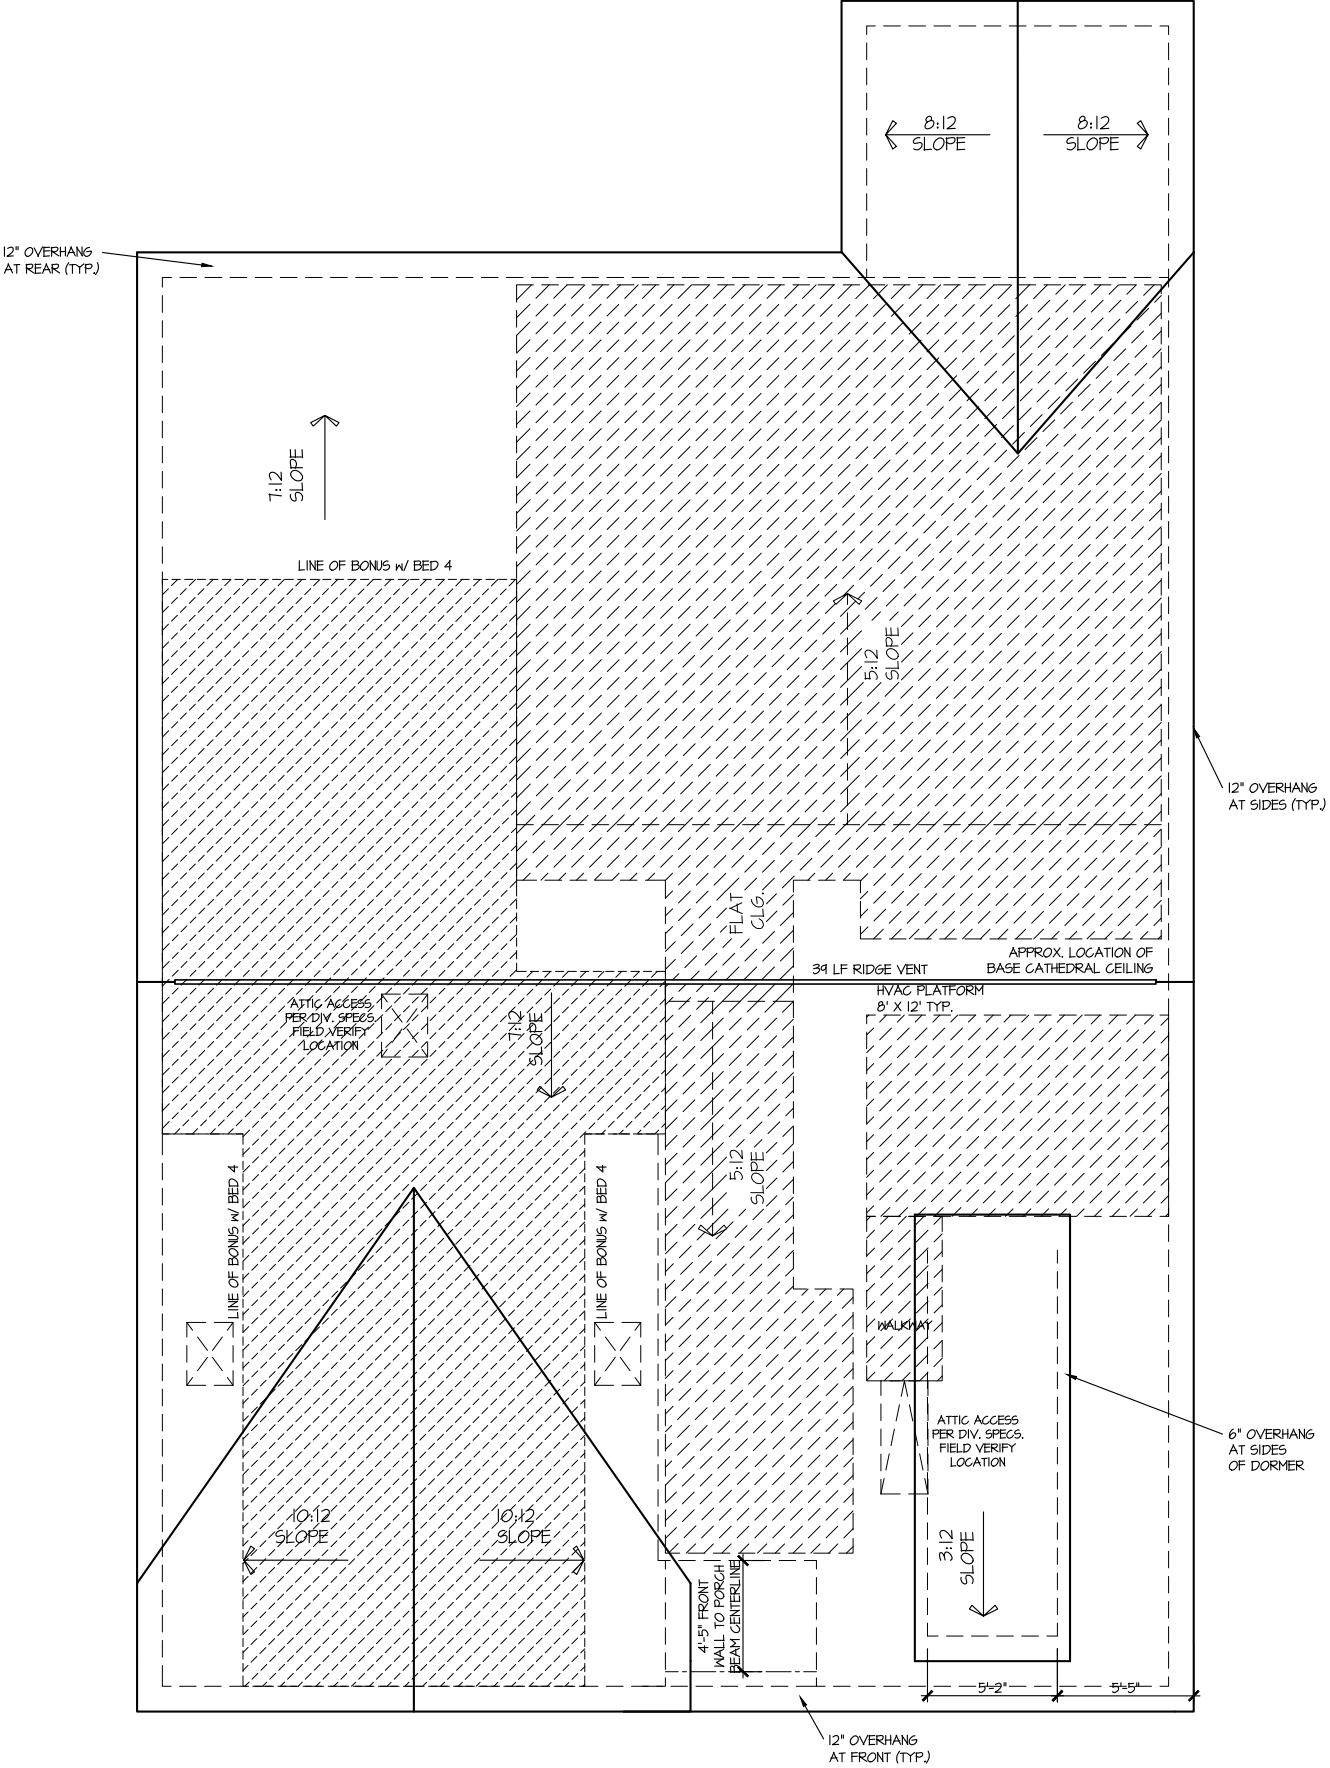 8:12
SLOPE
8:12
SLOPE
12" OVERHANG
AT REAR (TYP.)
7:12
SLOPE
LINE OF BONUS W/ BED 4
5:12
SLOPE
12" OVERHANG
AT SIDES (TYP.)
FLAT
CLG.
APPROX. LOCATION OF
BASE CATHEDRAL CEILING
39 LF RIDGE VENT
HVAC PLATFORM
8' X 12' TYP.
ATTIC ACCESS
PER DIV. SPECS.
FIELD VERIFY
LOCATION
7:12
SLOPE
LINE OF BONUS W/ BED 4
LINE OF BONUS W/ BED 4
5:12
SLOPE
WALKWAY
ATTIC ACCESS
PER DIV. SPECS.
FIELD VERIFY
LOCATION
6" OVERHANG
AT SIDES
OF DORMER
10:12
SLOPE
10:12
SLOPE
3:12
SLOPE
4'-5" FRONT
WALL TO PORCH
BEAM CENTERLINE
5'-2"
5'-5"
12" OVERHANG
AT FRONT (TYP.)